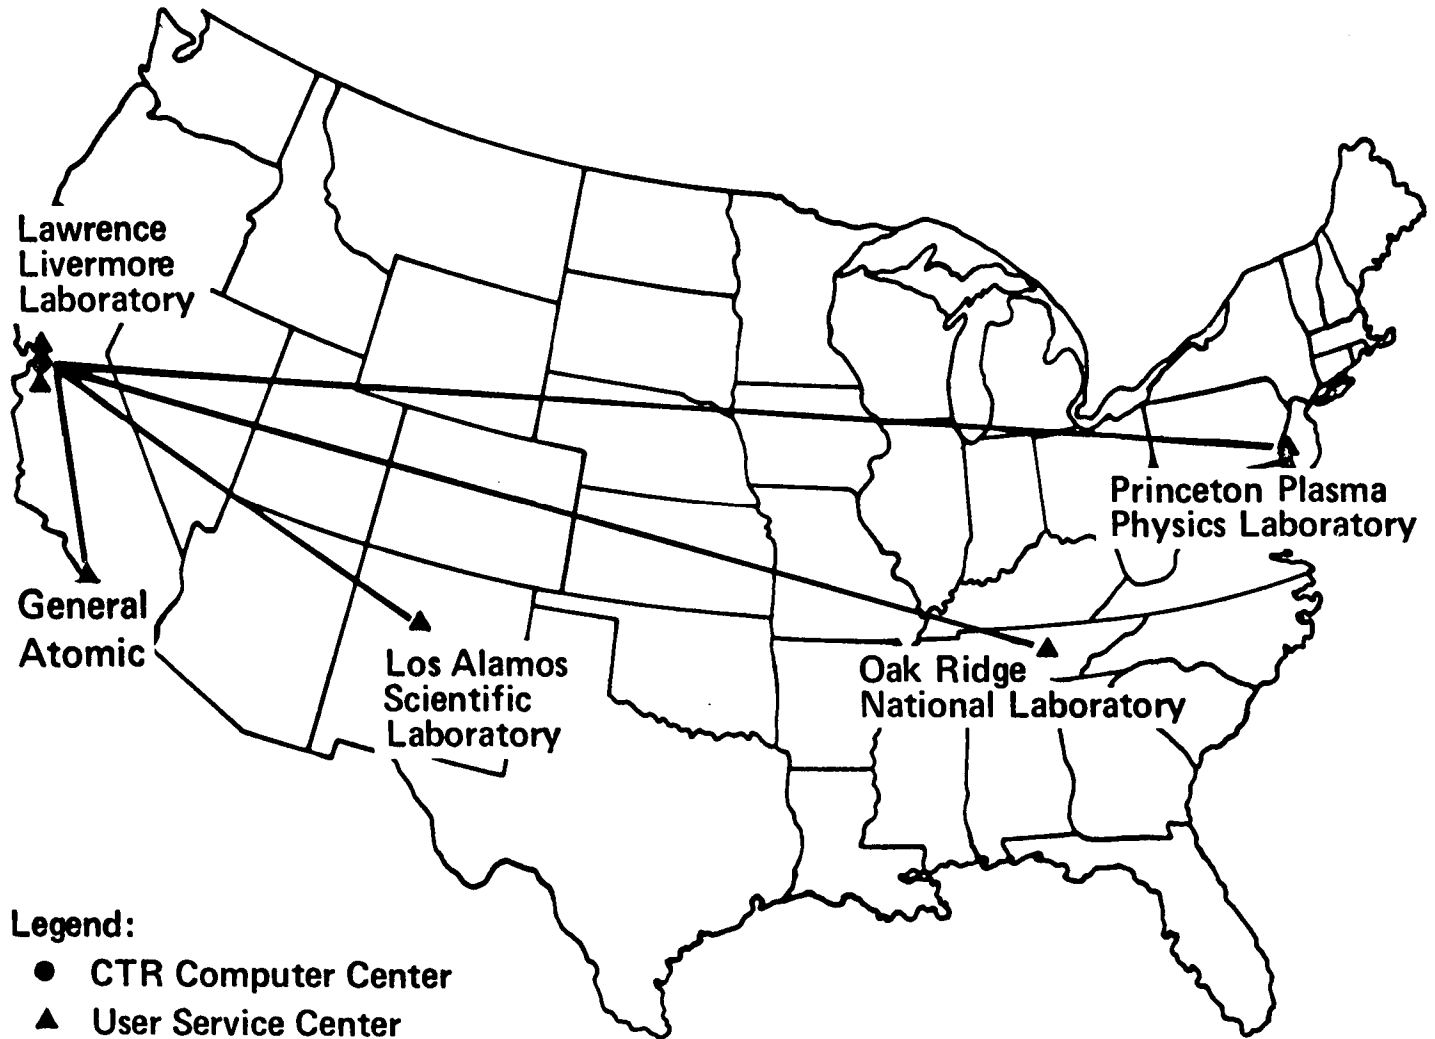 Lawrence
Livermore
Laboratory
Princeton Plasma
Physics Laboratory
General
Atomic
Los Alamos
Scientific
Laboratory
Oak Ridge
National Laboratory
Legend:
CTR Computer Center
User Service Center